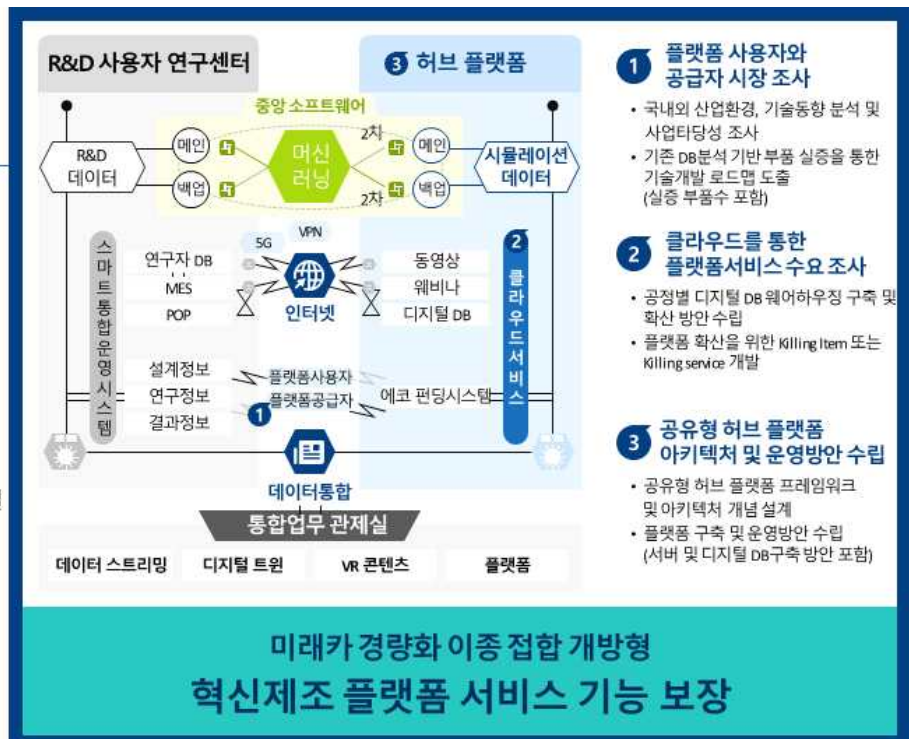 R&D 사용자 연구센터
3 허브 플랫폼
중앙 소프트웨어
R&D
데이터
메인
백업
머신
러닝
2차
2차
메인
백업
시뮬레이션
데이터
스마트통합운영시스템
연구자 DB
MES
POP
5G
VPN
인터넷
동영상
웨비나
디지털 DB
2 클라우드서비스
설계정보
연구정보
결과정보
플랫폼사용자
플랫폼공급자
1
에코 펀딩시스템
데이터통합
통합업무 관제실
데이터 스트리밍
디지털 트윈
VR 콘텐츠
플랫폼
1 플랫폼 사용자와
공급자 시장 조사
• 국내외 산업환경, 기술동향 분석 및
사업타당성 조사
• 기존 DB분석 기반 부품 실증을 통한
기술개발 로드맵 도출
(실증 부품수 포함)
2 클라우드를 통한
플랫폼서비스 수요 조사
• 공정별 디지털 DB 웨어하우징 구축 및
확산 방안 수립
• 플랫폼 확산을 위한 Killing Item 또는
Killing service 개발
3 공유형 허브 플랫폼
아키텍처 및 운영방안 수립
• 공유형 허브 플랫폼 프레임워크
및 아키텍처 개념 설계
• 플랫폼 구축 및 운영방안 수립
(서버 및 디지털 DB구축 방안 포함)
미래카 경량화 이종 접합 개방형
혁신제조 플랫폼 서비스 기능 보장